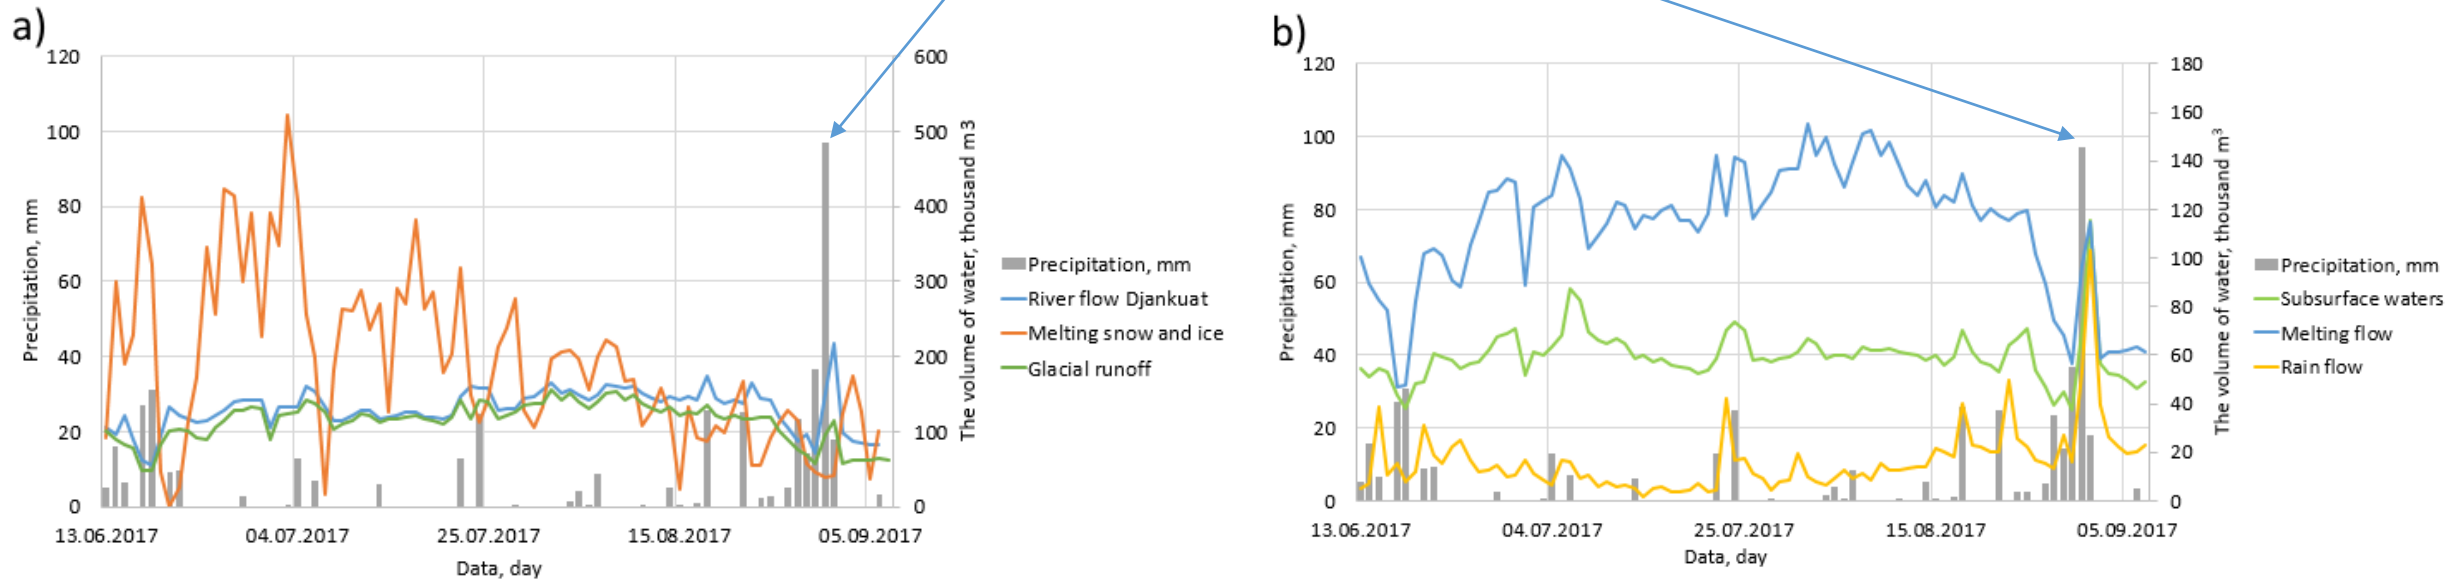 a)
120
100
80
60
40
20
0
Precipitation, mm
600
500
400
300
200
100
0
The volume of water, thousand m3
13.06.2017 04.07.2017 25.07.2017 15.08.2017 05.09.2017
Data, day
Precipitation, mm
River flow Djankuat
Melting snow and ice
Glacial runoff
b)
120
100
80
60
40
20
0
Precipitation, mm
180
160
140
120
100
80
60
40
20
0
The volume of water, thousand m³
13.06.2017 04.07.2017 25.07.2017 15.08.2017 05.09.2017
Data, day
Precipitation, mm
Subsurface waters
Melting flow
Rain flow